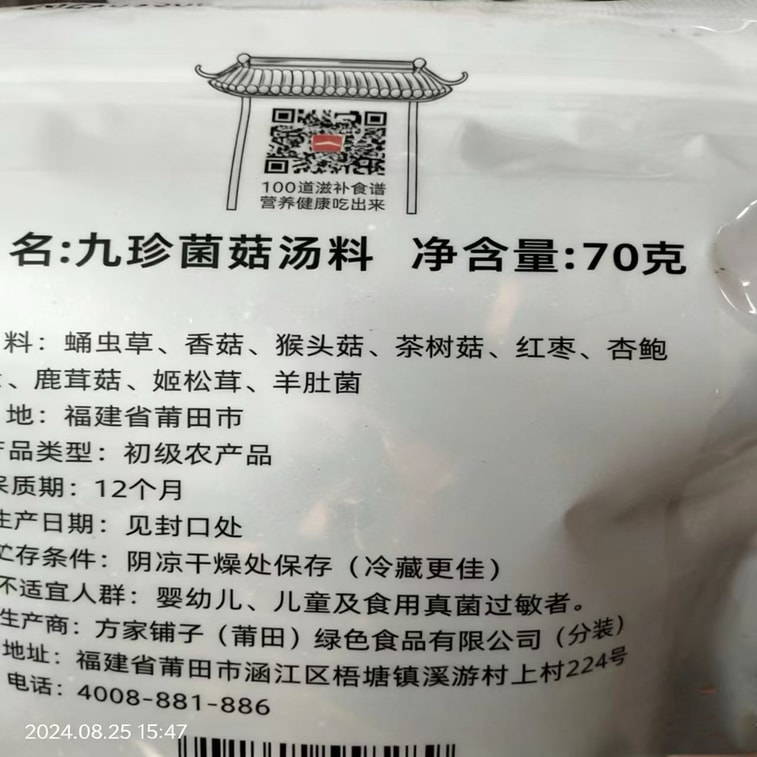 100道滋补食谱
营养健康吃出来
名:九珍菌菇汤料 净含量:70克
料：蛹虫草、香菇、猴头菇、茶树菇、红枣、杏鲍
、鹿茸菇、姬松茸、羊肚菌
地：福建省莆田市
产品类型：初级农产品
保质期：12个月
生产日期：见封口处
贮存条件：阴凉干燥处保存（冷藏更佳）
不适宜人群：婴幼儿、儿童及食用真菌过敏者。
生产商：方家铺子（莆田）绿色食品有限公司（分装）
地址：福建省莆田市涵江区梧塘镇溪游村上村224号
电话：4008-881-886
2024.08.25 15:47